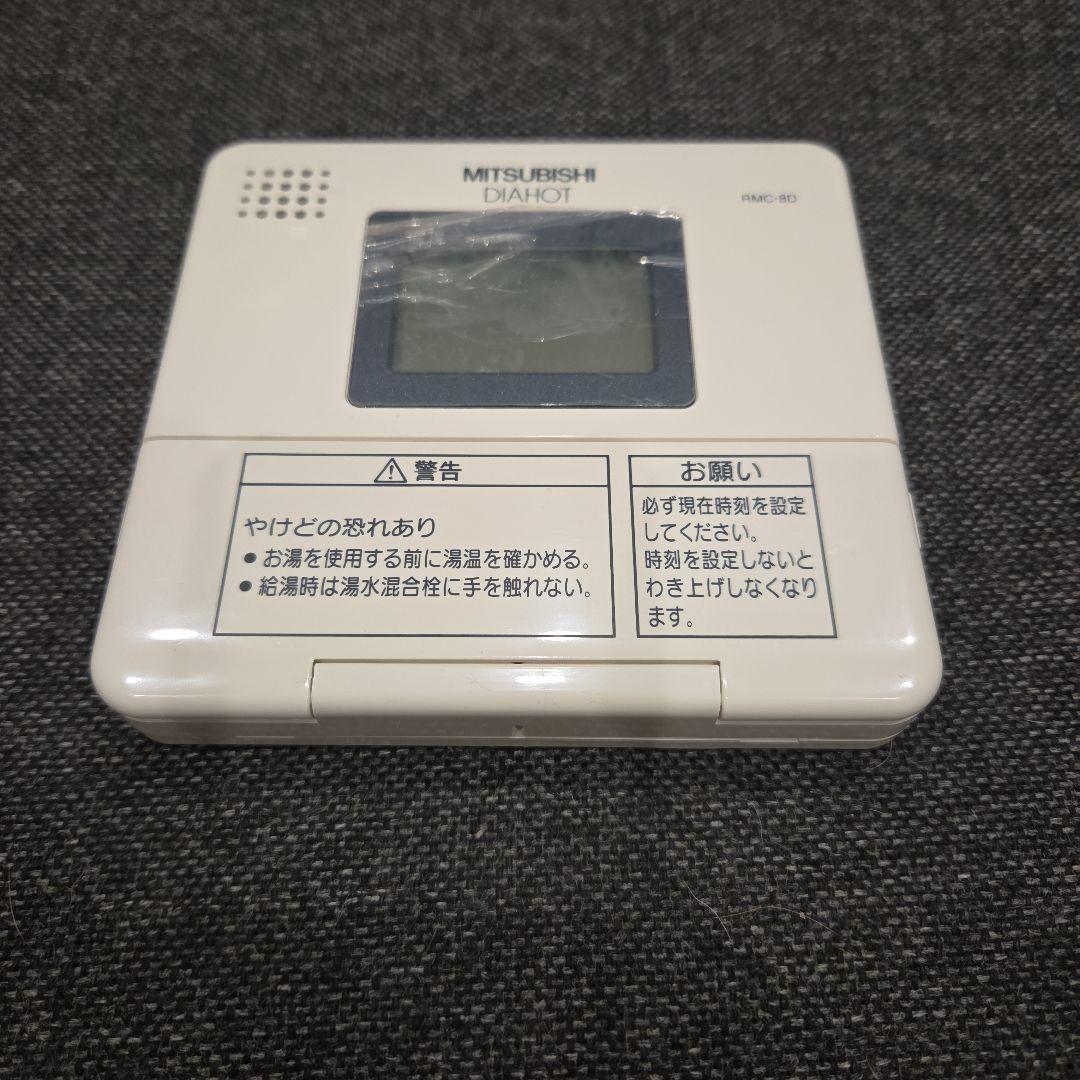 MITSUBISHI
DIAHOT
RMC-8D
警告
やけどの恐れあり
● お湯を使用する前に湯温を確かめる。
● 給湯時は湯水混合栓に手を触れない。
お願い
必ず現在時刻を設定
してください。
時刻を設定しないと
わき上げしなくなり
ます。